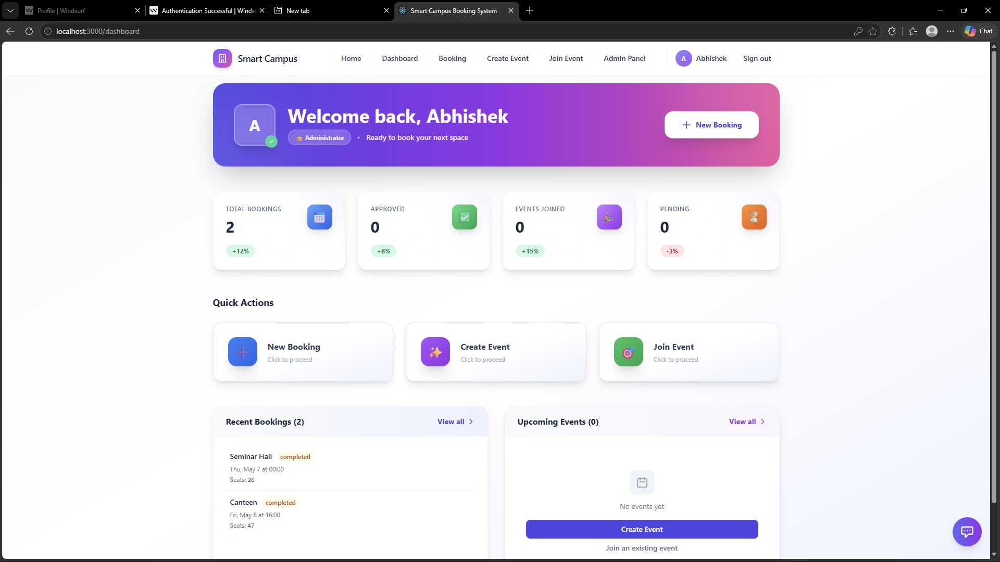 Profile | Windsurf
Authentication Successful | Windsu
New tab
Smart Campus Booking System
localhost:3000/dashboard
Chat
Smart Campus
Home
Dashboard
Booking
Create Event
Join Event
Admin Panel
A
Abhishek
Sign out
A
Welcome back, Abhishek
Administrator • Ready to book your next space
New Booking
TOTAL BOOKINGS
2
+12%
APPROVED
0
+8%
EVENTS JOINED
0
+15%
PENDING
0
-3%
Quick Actions
New Booking
Click to proceed
Create Event
Click to proceed
Join Event
Click to proceed
Recent Bookings (2)
View all
Seminar Hall completed
Thu, May 7 at 00:00
Seats: 28
Canteen completed
Fri, May 8 at 16:00
Seats: 47
Upcoming Events (0)
View all
No events yet
Create Event
Join an existing event